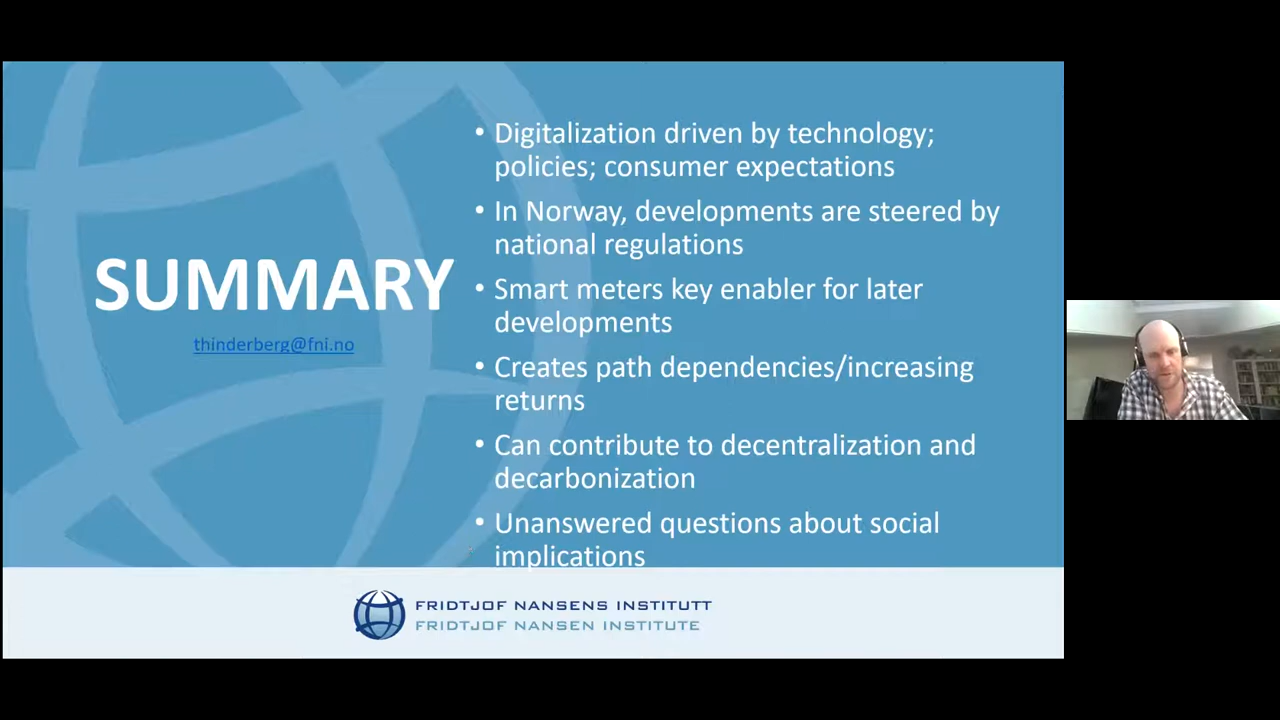 SUMMARY
thinderberg@fni.no
• Digitalization driven by technology;
policies; consumer expectations
• In Norway, developments are steered by
national regulations
• Smart meters key enabler for later
developments
• Creates path dependencies/increasing
returns
• Can contribute to decentralization and
decarbonization
• Unanswered questions about social
implications
FRIDTJOF NANSENS INSTITUTT
FRIDTJOF NANSEN INSTITUTE